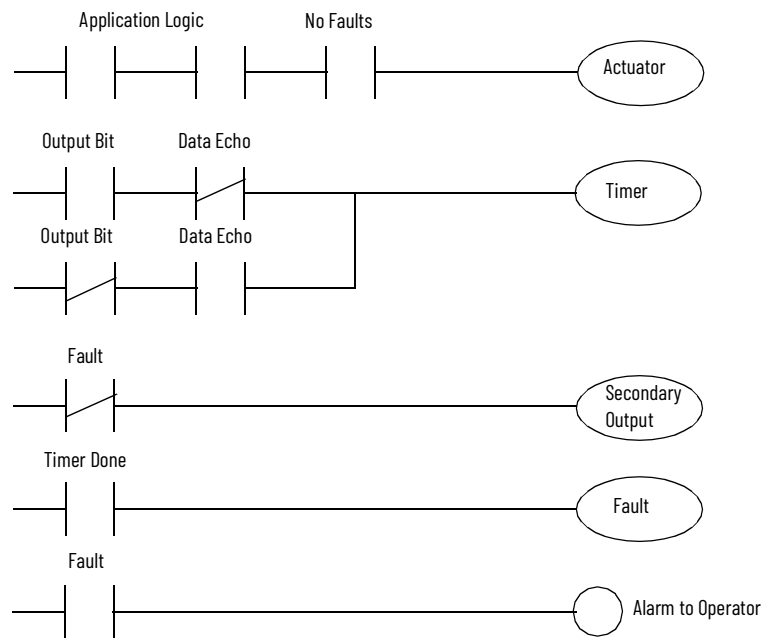 Application Logic
No Faults
Actuator
Output Bit
Data Echo
Timer
Output Bit
Data Echo
Fault
Secondary
Output
Timer Done
Fault
Fault
Alarm to Operator